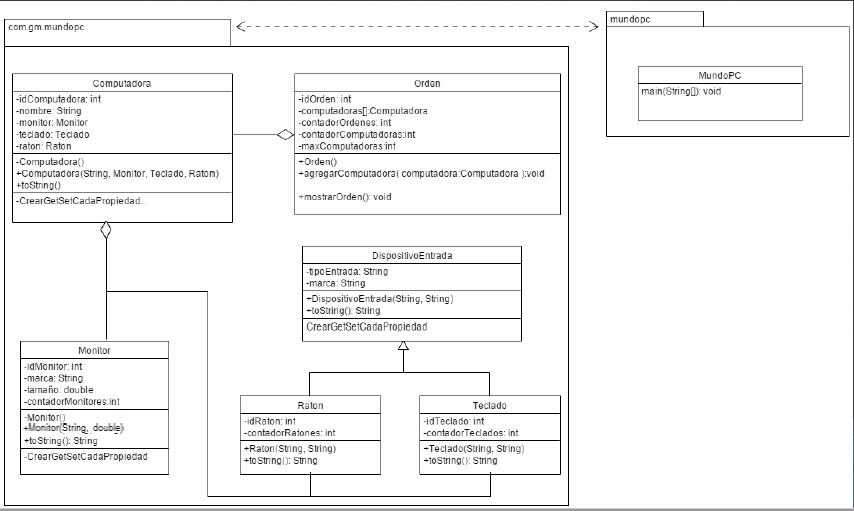 com.gm.mundopc
mundopc
MundoPC
main(String[]): void
Computadora
-idComputadora: int
-nombre: String
-monitor: Monitor
-teclado: Teclado
-raton: Raton
-Computadora()
+Computadora(String, Monitor, Teclado, Raton)
+toString()
-CrearGetSetCadaPropiedad...
Orden
-idOrden: int
-computadoras[]:Computadora
-contadorOrdenes: int
-contadorComputadoras:int
-maxComputadoras:int
+Orden()
+agregarComputadora( computadora:Computadora ):void
+mostrarOrden(): void
DispositivoEntrada
-tipoEntrada: String
-marca: String
+DispositivoEntrada(String, String)
+toString(): String
CrearGetSetCadaPropiedad
Monitor
-idMonitor: int
-marca: String
-tamaño: double
-contadorMonitores:int
-Monitor()
+Monitor(String, double)
+toString(): String
-CrearGetSetCadaPropiedad
Raton
-idRaton: int
-contadorRatones: int
+Raton(String, String)
+toString(): String
Teclado
-idTeclado: int
-contadorTeclados: int
+Teclado(String, String)
+toString(): String